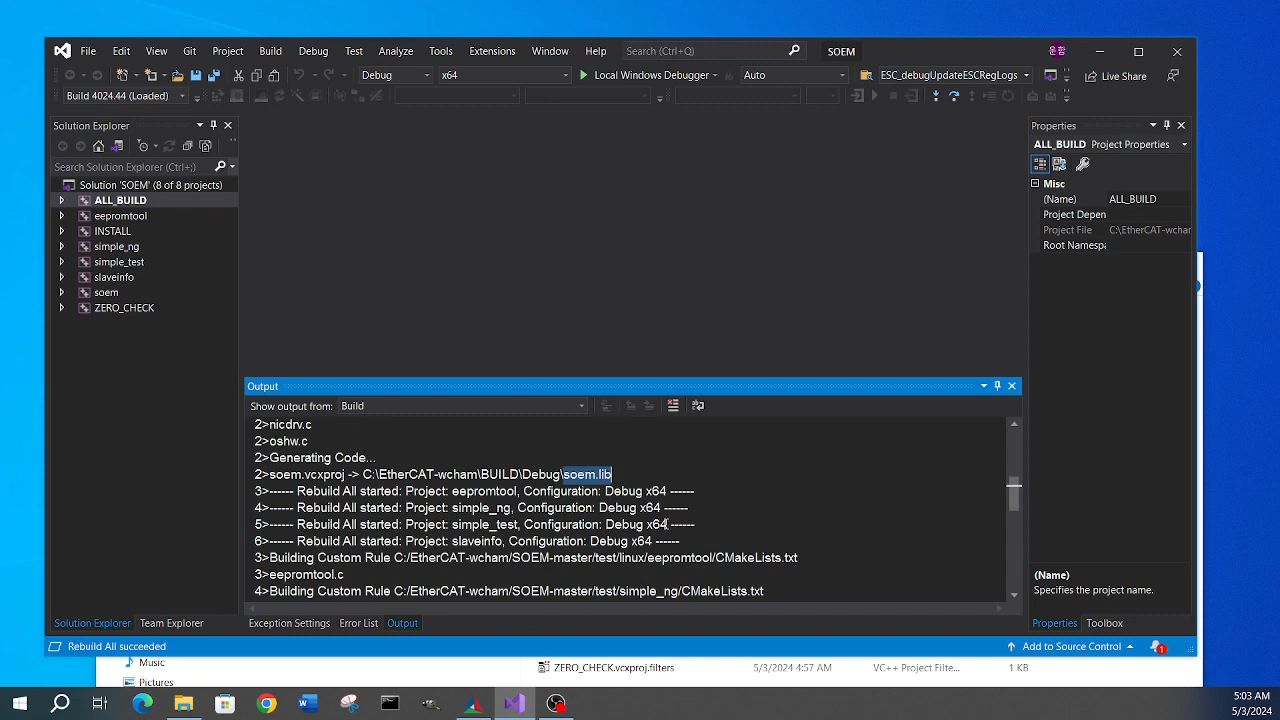 File Edit View Git Project Build Debug Test Analyze Tools Extensions Window Help Search (Ctrl+Q) SOEM 운함
Debug x64 Local Windows Debugger Auto ESC_debugUpdateESCRegLogs Live Share
Build 4024.44 (Loaded)
Solution Explorer
Search Solution Explorer (Ctrl+;)
Solution 'SOEM' (8 of 8 projects)
ALL_BUILD
eepromtool
INSTALL
simple_ng
simple_test
slaveinfo
soem
ZERO_CHECK
Properties
ALL_BUILD Project Properties
Misc
(Name) ALL_BUILD
Project Depen
Project File C:\EtherCAT-wcham
Root Namespa
Output
Show output from: Build
2>nicdrv.c
2>oshw.c
2>Generating Code...
2>soem.vcxproj -> C:\EtherCAT-wcham\BUILD\Debug\soem.lib
3>------ Rebuild All started: Project: eepromtool, Configuration: Debug x64 ------
4>------ Rebuild All started: Project: simple_ng, Configuration: Debug x64 ------
5>------ Rebuild All started: Project: simple_test, Configuration: Debug x64 ------
6>------ Rebuild All started: Project: slaveinfo, Configuration: Debug x64 ------
3>Building Custom Rule C:/EtherCAT-wcham/SOEM-master/test/linux/eepromtool/CMakeLists.txt
3>eepromtool.c
4>Building Custom Rule C:/EtherCAT-wcham/SOEM-master/test/simple_ng/CMakeLists.txt
(Name)
Specifies the project name.
Solution Explorer Team Explorer Exception Settings Error List Output Properties Toolbox
Rebuild All succeeded Add to Source Control 1
Music
Pictures
ZERO_CHECK.vcxproj.filters 5/3/2024 4:57 AM VC++ Project Filte... 1 KB
5:03 AM
5/3/2024